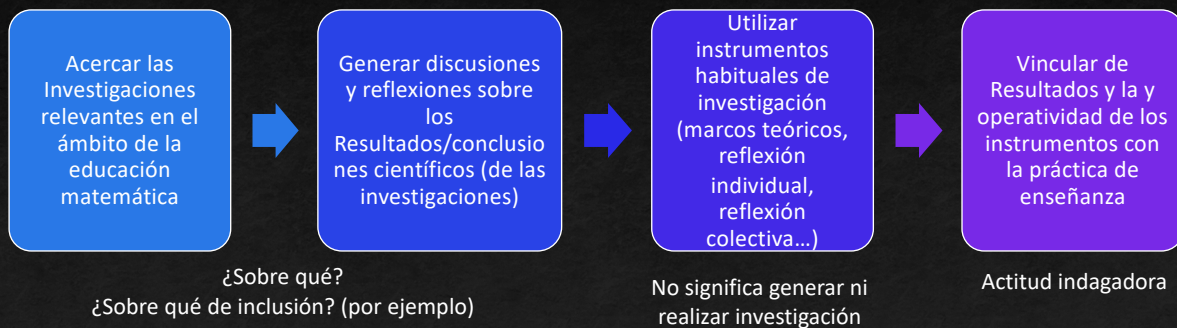 Acercar las
Investigaciones
relevantes en el
ámbito de la
educación
matemática
Generar discusiones
y reflexiones sobre
los
Resultados/conclusio
nes científicos (de las
investigaciones)
Utilizar
instrumentos
habituales de
investigación
(marcos teóricos,
reflexión
individual,
reflexión
colectiva...)
Vincular de
Resultados y la y
operatividad de los
instrumentos con
la práctica de
enseñanza
¿Sobre qué?
¿Sobre qué de inclusión? (por ejemplo)
No significa generar ni
realizar investigación
Actitud indagadora